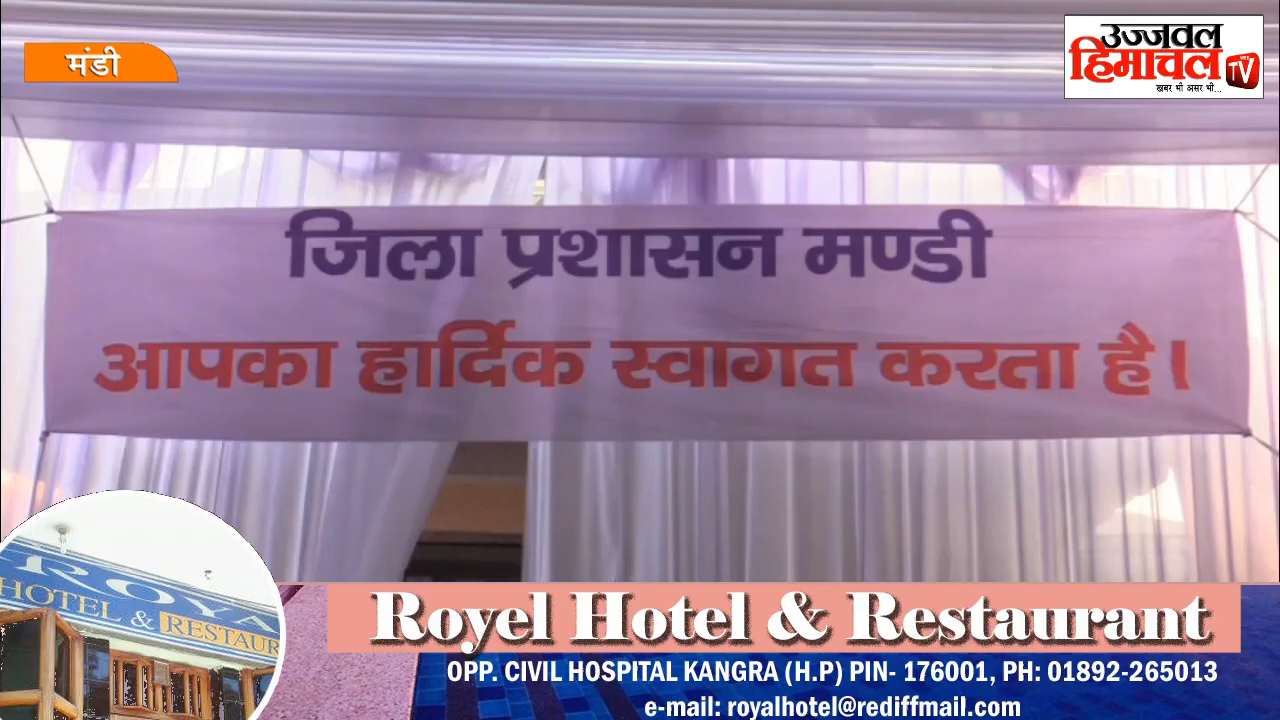 मंडी
उज्जवल
हिमाचल
TV
खबर भी असर भी...
जिला प्रशासन मण्डी
आपका हार्दिक स्वागत करता है।
ROYA
HOTEL & RESTAUR
Royel Hotel & Restaurant
OPP. CIVIL HOSPITAL KANGRA (H.P) PIN- 176001, PH: 01892-265013
e-mail: royalhotel@rediffmail.com